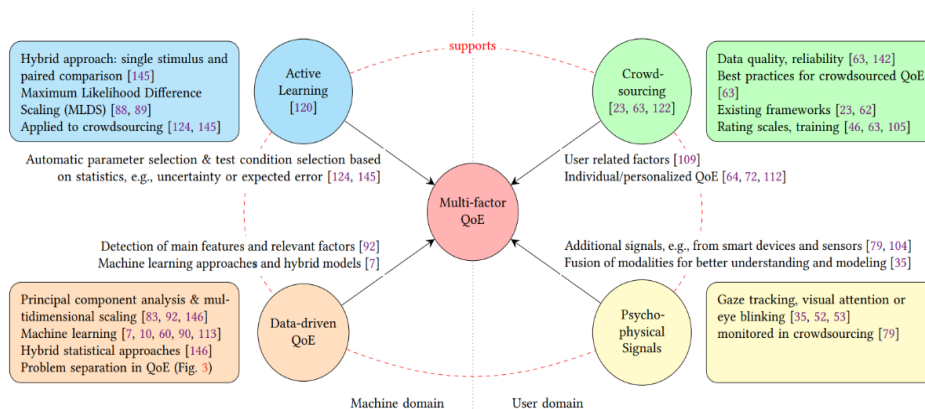 supports
Hybrid approach: single stimulus and
paired comparison [145]
Maximum Likelihood Difference
Scaling (MLDS) [88, 89]
Applied to crowdsourcing [124, 145]
Active
Learning
[120]
Crowd-
sourcing
[23, 63, 122]
Data quality, reliability [63, 142]
Best practices for crowdsourced QoE
[63]
Existing frameworks [23, 62]
Rating scales, training [46, 63, 105]
Automatic parameter selection & test condition selection based
on statistics, e.g., uncertainty or expected error [124, 145]
User related factors [109]
Individual/personalized QoE [64, 72, 112]
Multi-factor
QoE
Detection of main features and relevant factors [92]
Machine learning approaches and hybrid models [7]
Additional signals, e.g., from smart devices and sensors [79, 104]
Fusion of modalities for better understanding and modeling [35]
Principal component analysis & mul-
tidimensional scaling [83, 92, 146]
Machine learning [7, 10, 60, 90, 113]
Hybrid statistical approaches [146]
Problem separation in QoE (Fig. 3)
Data-driven
QoE
Psycho-
physical
Signals
Gaze tracking, visual attention or
eye blinking [35, 52, 53]
monitored in crowdsourcing [79]
Machine domain
User domain